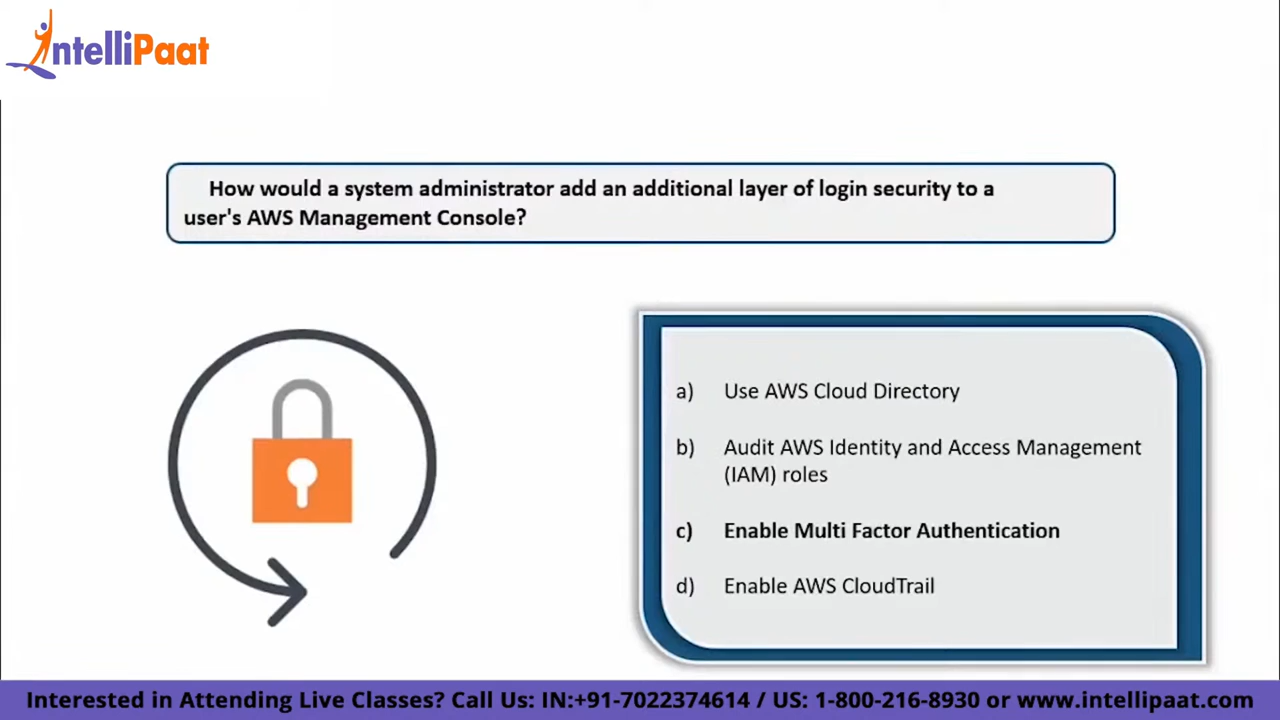 IntelliPaat
How would a system administrator add an additional layer of login security to a
user's AWS Management Console?
a) Use AWS Cloud Directory
b) Audit AWS Identity and Access Management
(IAM) roles
c) Enable Multi Factor Authentication
d) Enable AWS CloudTrail
Interested in Attending Live Classes? Call Us: IN:+91-7022374614 / US: 1-800-216-8930 or www.intellipaat.com